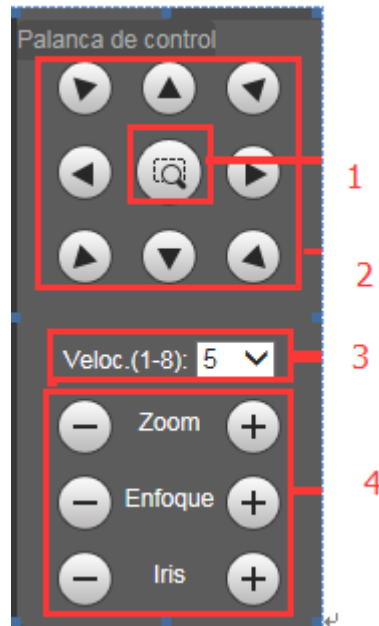 Palanca de control
1
2
Veloc.(1-8): 5
3
Zoom
4
Enfoque
Iris